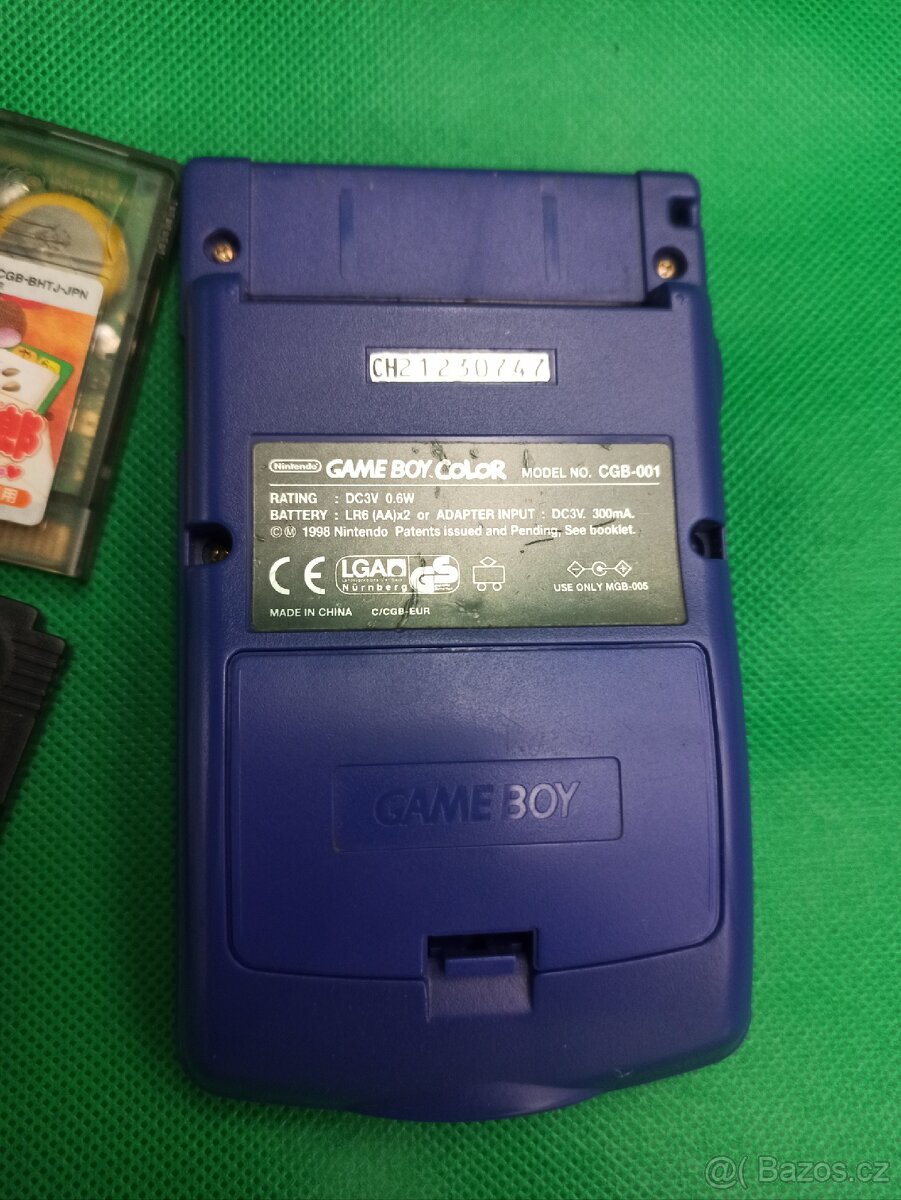 CGB-BHTJ-JPN
郎
用
CH21230747
Nintendo GAME BOY COLOR MODEL NO. CGB-001
RATING : DC3V 0.6W
BATTERY : LR6 (AA)x2 or ADAPTER INPUT : DC3V. 300mA.
©Ⓜ 1998 Nintendo Patents issued and Pending, See booklet.
CE LGA Nürnberg GS
USE ONLY MGB-005
MADE IN CHINA C/CGB-EUR
GAME BOY
@( Bazos.cz